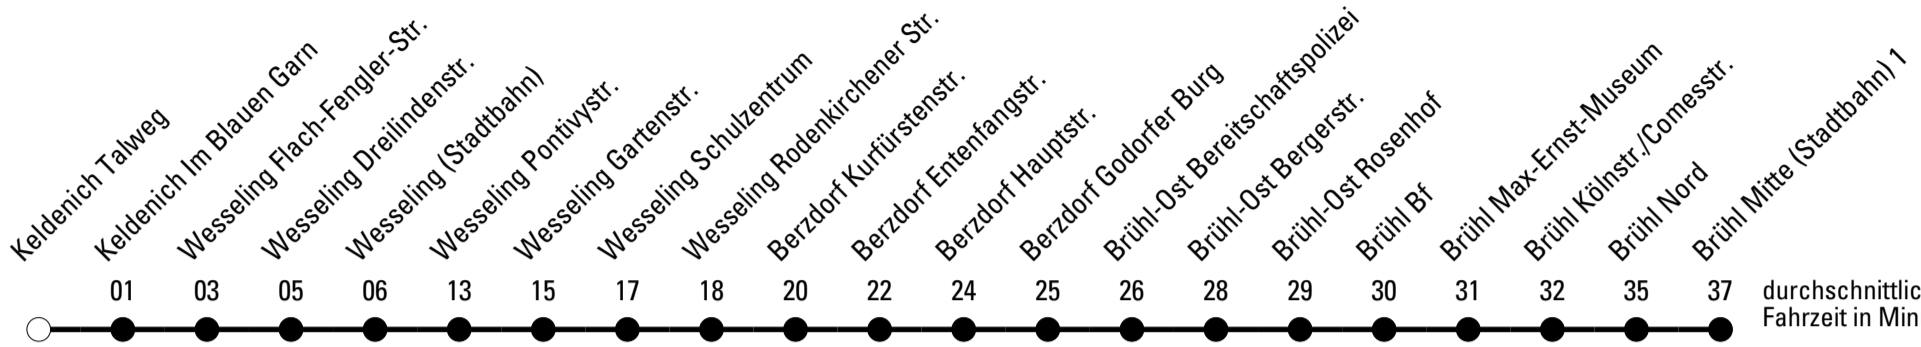 Keldenich Talweg
Keldenich Im Blauen Garn
Wesseling Flach-Fengler-Str.
Wesseling Dreilindenstr.
Wesseling (Stadtbahn)
Wesseling Pontivystr.
Wesseling Gartenstr.
Wesseling Schulzentrum
Wesseling Rodenkirchener Str.
Berzdorf Kurfürstenstr.
Berzdorf Entenfangstr.
Berzdorf Hauptstr.
Berzdorf Godorfer Burg
Brühl-Ost Bereitschaftspolizei
Brühl-Ost Bergerstr.
Brühl-Ost Rosenhof
Brühl Bf
Brühl Max-Ernst-Museum
Brühl Kölnstr./Comesstr.
Brühl Nord
Brühl Mitte (Stadtbahn) 1
01 03 05 06 13 15 17 18 20 22 24 25 26 28 29 30 31 32 35 37
durchschnittlic
Fahrzeit in Min